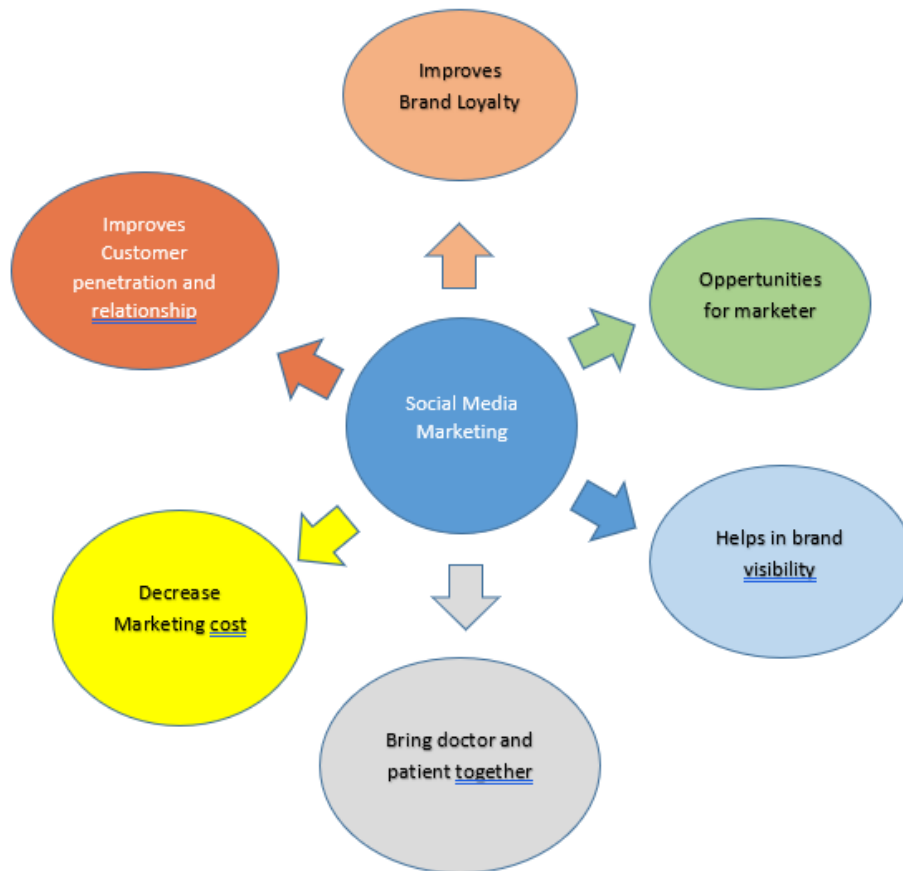 Improves
Brand Loyalty
Improves
Customer
penetration and
relationship
Oppertunities
for marketer
Social Media
Marketing
Helps in brand
visibility
Decrease
Marketing cost
Bring doctor and
patient together